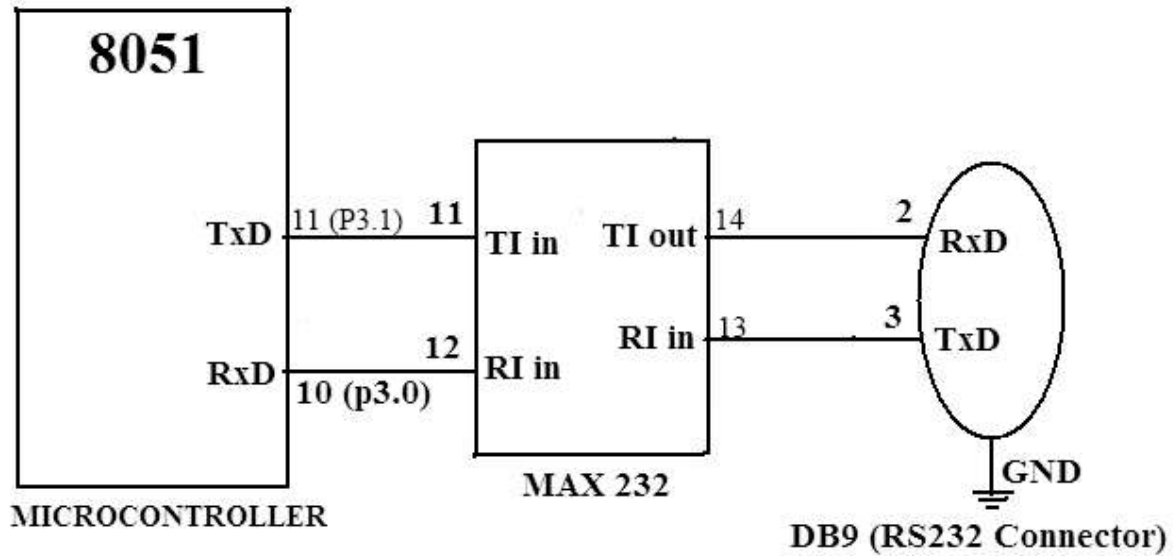 8051
TxD 11 (P3.1) 11 TI in TI out 14 2 RxD
RxD 10 (p3.0) 12 RI in RI in 13 3 TxD
MAX 232
GND
MICROCONTROLLER
DB9 (RS232 Connector)